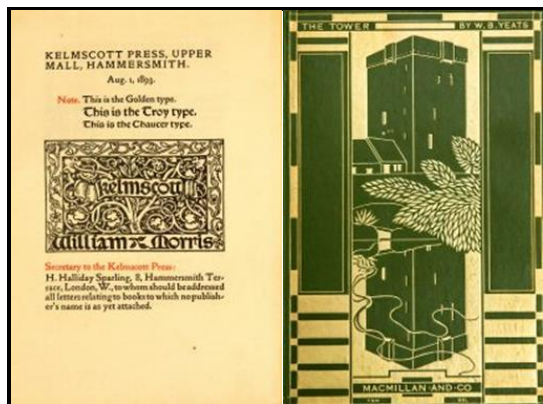 KELMSCOTT PRESS, UPPER
MALL, HAMMERSMITH.
Aug. 1, 1893.
Note. This is the Golden type.
This is the Troy type.
This is the Chaucer type.
Kelmscott
William Morris
Secretary to the Kelmscott Press:
H. Halliday Sparling, 8, Hammersmith Ter-
race, London, W., to whom should be addressed
all letters relating to books to which no publish-
er's name is as yet attached.
THE TOWER BY W. B. YEATS
MACMILLAN·AND·CO